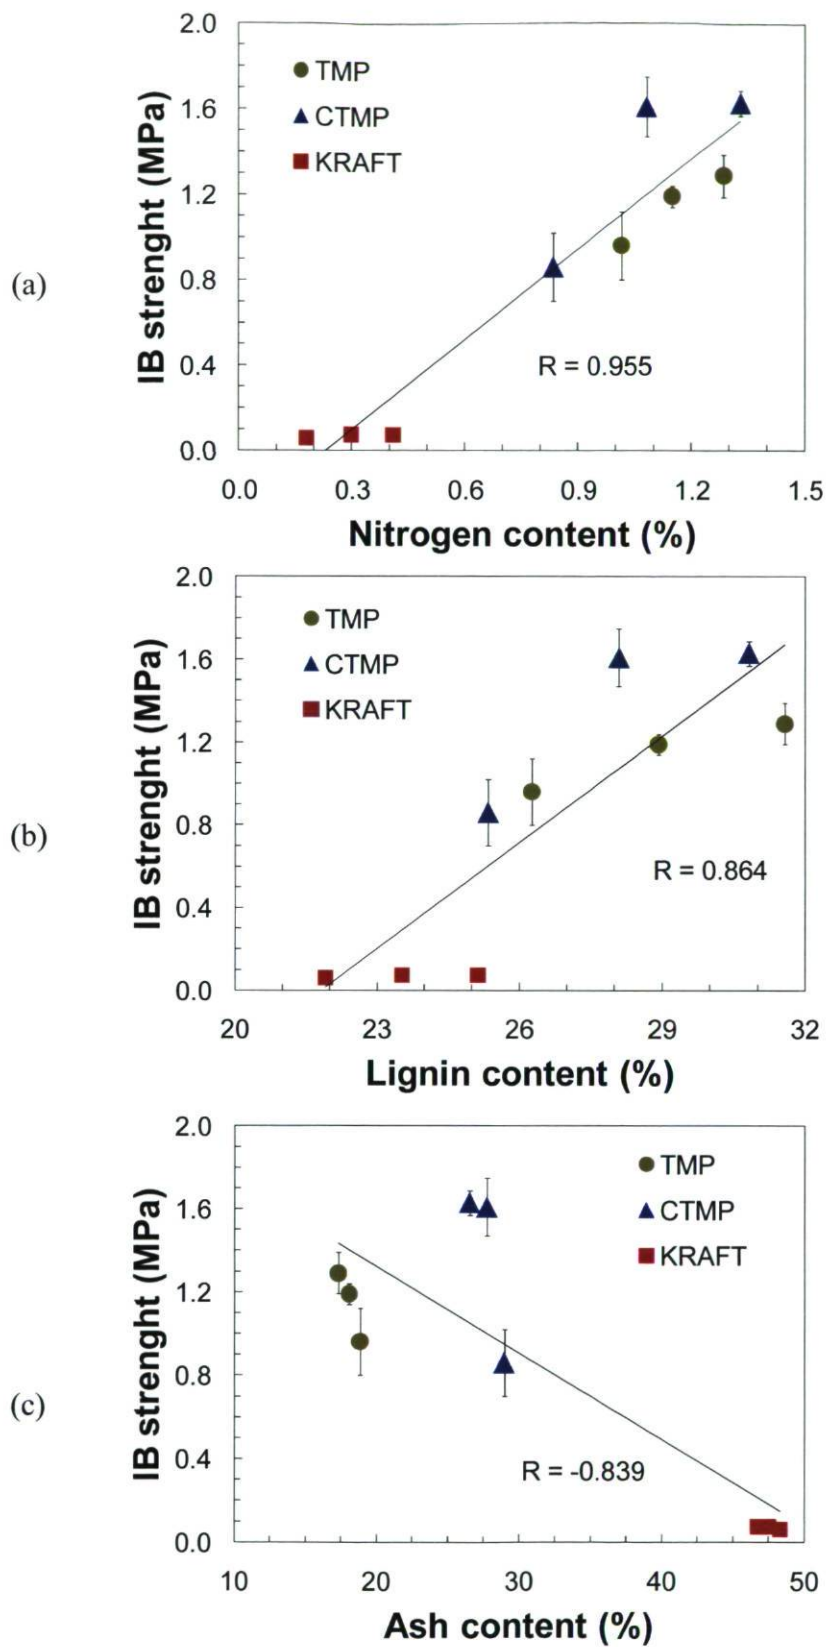 (a)
IB strenght (MPa)
2.0
1.6
1.2
0.8
0.4
0.0
TMP
CTMP
KRAFT
R = 0.955
0.0 0.3 0.6 0.9 1.2 1.5
Nitrogen content (%)
(b)
IB strenght (MPa)
2.0
1.6
1.2
0.8
0.4
0.0
TMP
CTMP
KRAFT
R = 0.864
20 23 26 29 32
Lignin content (%)
(c)
IB strenght (MPa)
2.0
1.6
1.2
0.8
0.4
0.0
TMP
CTMP
KRAFT
R = -0.839
10 20 30 40 50
Ash content (%)